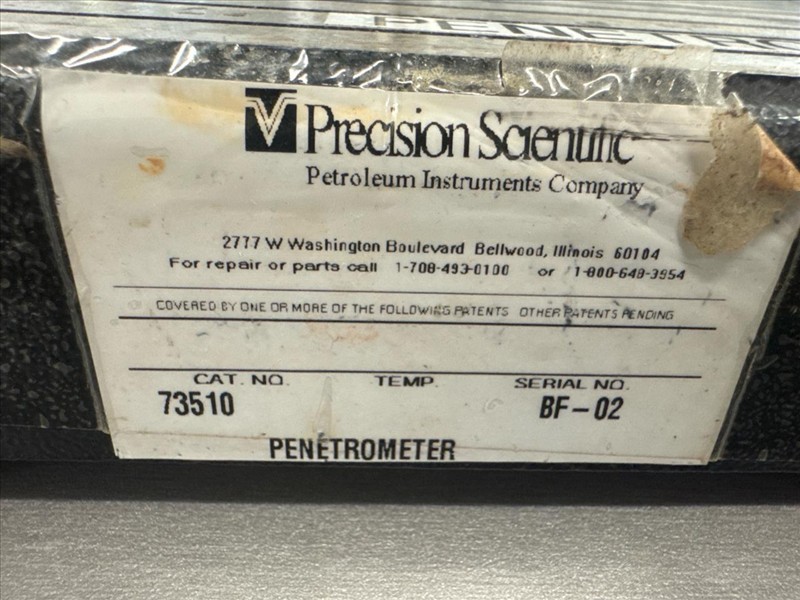 PENETRO
Precision Scientific
Petroleum Instruments Company
2777 W Washington Boulevard Bellwood, Illinois 60104
For repair or parts call 1-708-493-0100 or 1-800-648-3954
COVERED BY ONE OR MORE OF THE FOLLOWING PATENTS OTHER PATENTS PENDING
CAT. NO. TEMP. SERIAL NO.
73510 BF-02
PENETROMETER